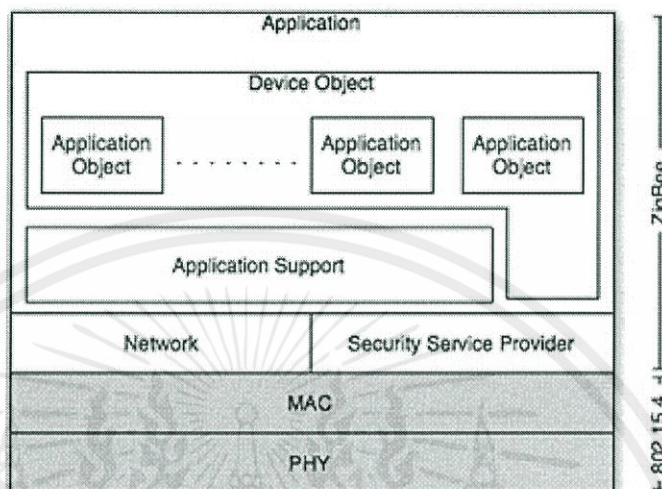 Application
Device Object
Application
Object
Application
Object
Application
Object
Application Support
Network
Security Service Provider
MAC
PHY
ZigBee
802.15.4